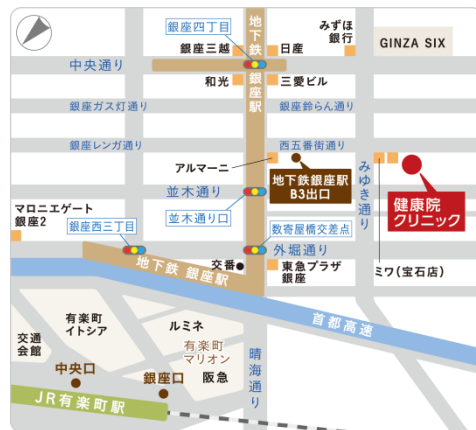 みずほ
銀行
銀座四丁目
地下鉄 銀座駅
銀座三越
日産
GINZA SIX
中央通り
和光
三愛ビル
銀座ガス灯通り
銀座鈴らん通り
銀座レンガ通り
西五番街通り
アルマーニ
地下鉄銀座駅
B3出口
みゆき通り
健康院
クリニック
並木通り
並木通り口
マロニエゲート
銀座2
銀座西三丁目
数寄屋橋交差点
外堀通り
地下鉄 銀座駅
交番
東急プラザ
銀座
ミワ(宝石店)
首都高速
有楽町
イトシア
ルミネ
交通
会館
有楽町
マリオン
阪急
晴海通り
中央口
銀座口
JR有楽町駅